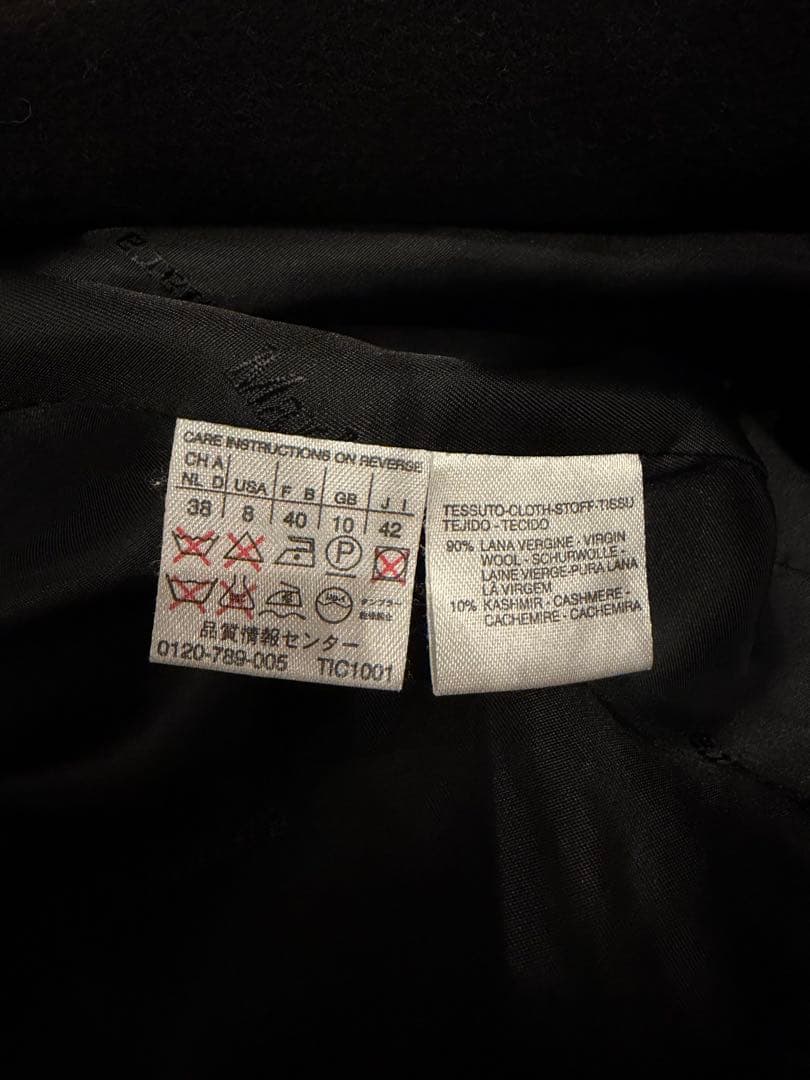 CARE INSTRUCTIONS ON REVERSE
CH A
NL D USA F B GB J I
38 8 40 10 42
P
品質情報センター
0120-789-005 TIC1001
TESSUTO-CLOTH-STOFF-TISSU
TEJIDO - TECIDO
90% LANA VERGINE - VIRGIN
WOOL - SCHURWOLLE -
LAINE VIERGE-PURA LANA
LÀ VIRGEM
10% KASHMIR - CASHMERE -
CACHEMIRE - CACHEMIRA